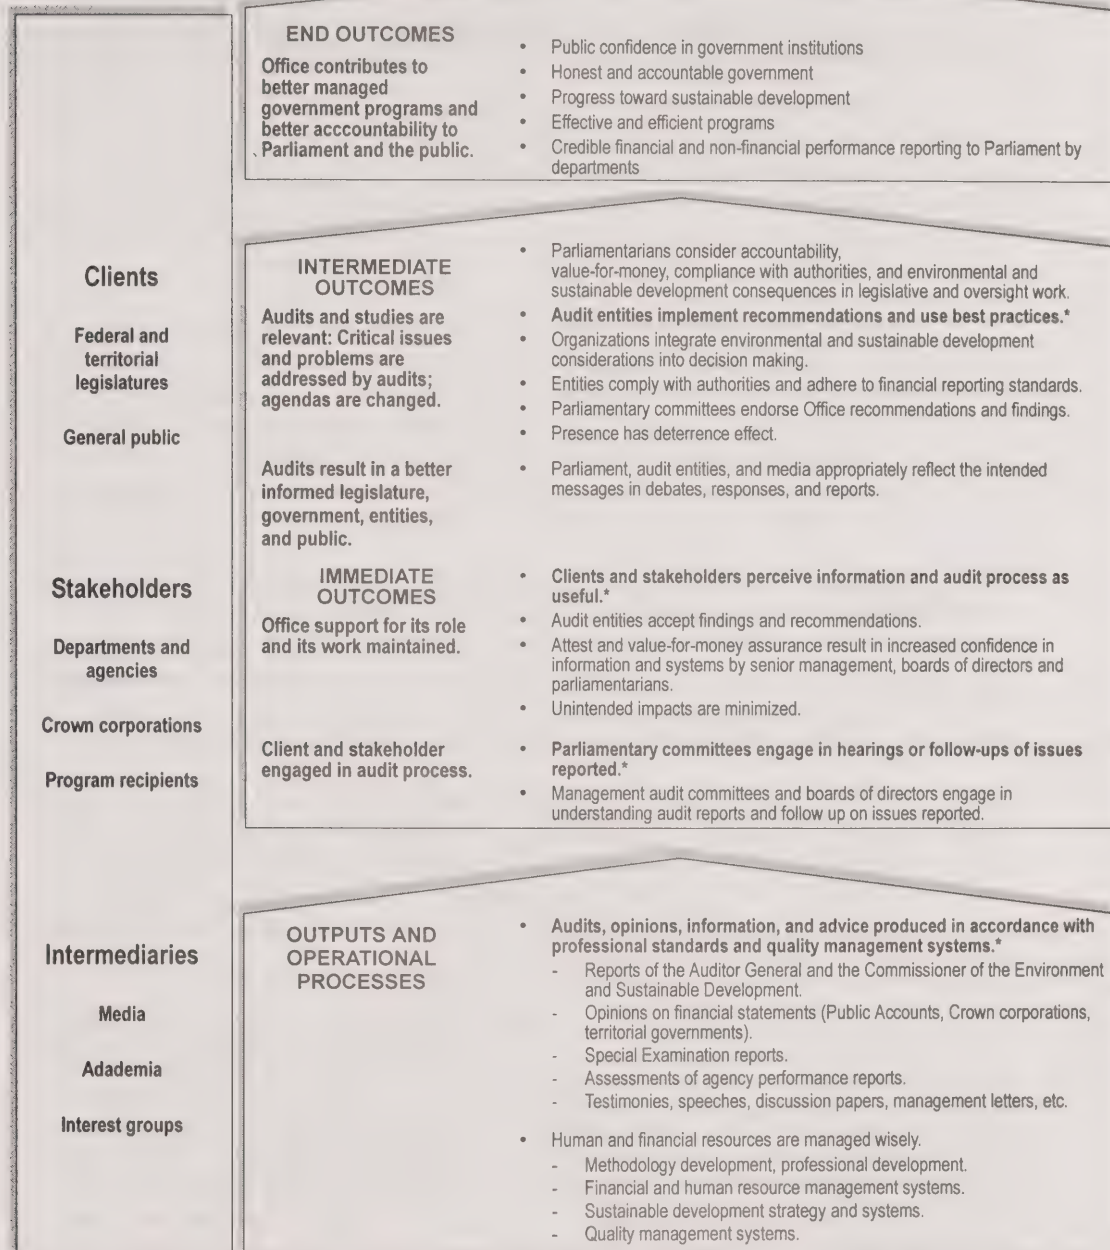 Clients
Federal and
territorial
legislatures
General public
Stakeholders
Departments and
agencies
Crown corporations
Program recipients
Intermediaries
Media
Adademia
Interest groups
END OUTCOMES
Office contributes to
better managed
government programs and
better acccountability to
Parliament and the public.
• Public confidence in government institutions
• Honest and accountable government
• Progress toward sustainable development
• Effective and efficient programs
• Credible financial and non-financial performance reporting to Parliament by
departments
INTERMEDIATE
OUTCOMES
Audits and studies are
relevant: Critical issues
and problems are
addressed by audits;
agendas are changed.
• Parliamentarians consider accountability,
value-for-money, compliance with authorities, and environmental and
sustainable development consequences in legislative and oversight work.
• Audit entities implement recommendations and use best practices.*
• Organizations integrate environmental and sustainable development
considerations into decision making.
• Entities comply with authorities and adhere to financial reporting standards.
• Parliamentary committees endorse Office recommendations and findings.
• Presence has deterrence effect.
Audits result in a better
informed legislature,
government, entities,
and public.
• Parliament, audit entities, and media appropriately reflect the intended
messages in debates, responses, and reports.
IMMEDIATE
OUTCOMES
Office support for its role
and its work maintained.
• Clients and stakeholders perceive information and audit process as
useful.*
• Audit entities accept findings and recommendations.
• Attest and value-for-money assurance result in increased confidence in
information and systems by senior management, boards of directors and
parliamentarians.
• Unintended impacts are minimized.
Client and stakeholder
engaged in audit process.
• Parliamentary committees engage in hearings or follow-ups of issues
reported.*
• Management audit committees and boards of directors engage in
understanding audit reports and follow up on issues reported.
OUTPUTS AND
OPERATIONAL
PROCESSES
• Audits, opinions, information, and advice produced in accordance with
professional standards and quality management systems.*
- Reports of the Auditor General and the Commissioner of the Environment
and Sustainable Development.
- Opinions on financial statements (Public Accounts, Crown corporations,
territorial governments).
- Special Examination reports.
- Assessments of agency performance reports.
- Testimonies, speeches, discussion papers, management letters, etc.
• Human and financial resources are managed wisely.
- Methodology development, professional development.
- Financial and human resource management systems.
- Sustainable development strategy and systems.
- Quality management systems.